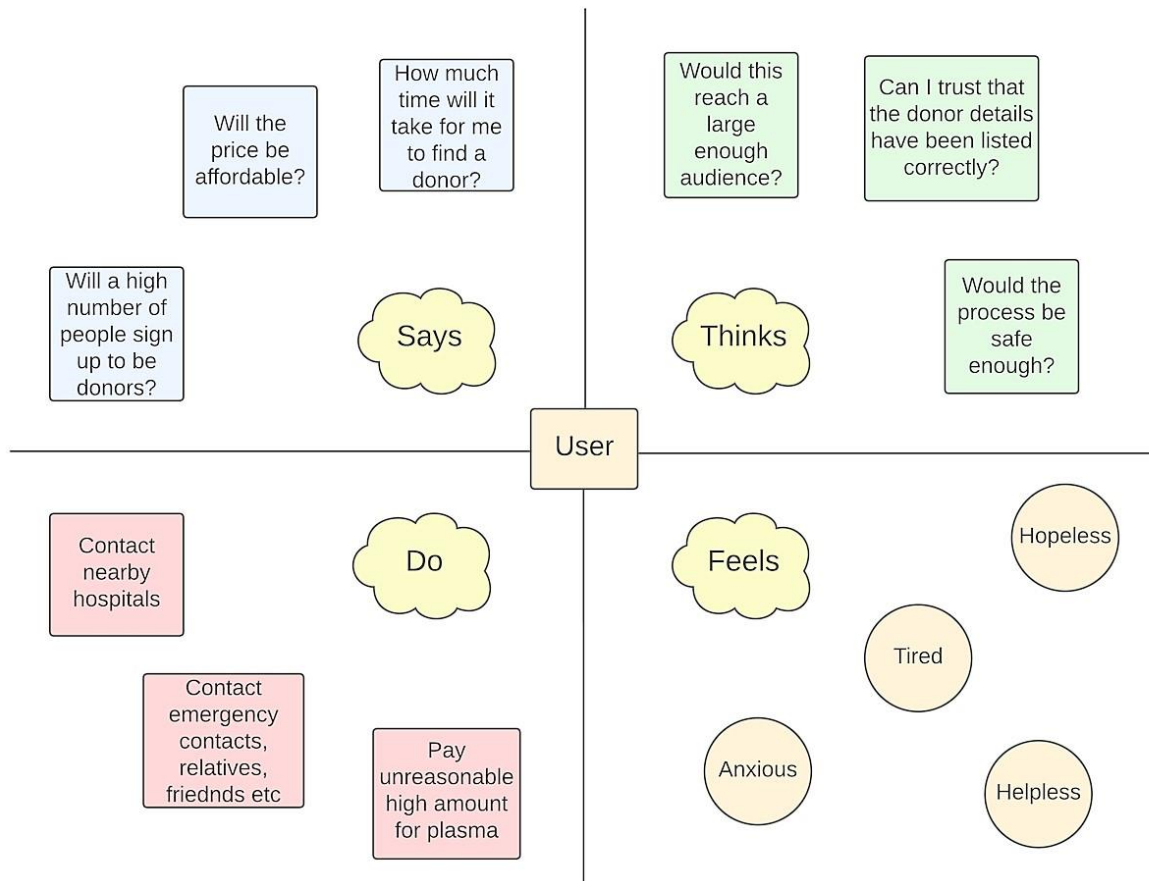 Will the
price be
affordable?
How much
time will it
take for me
to find a
donor?
Will a high
number of
people sign
up to be
donors?
Says
Would this
reach a
large
enough
audience?
Can I trust that
the donor details
have been listed
correctly?
Would the
process be
safe
enough?
Thinks
User
Contact
nearby
hospitals
Do
Contact
emergency
contacts,
relatives,
friednds etc
Pay
unreasonable
high amount
for plasma
Feels
Hopeless
Tired
Anxious
Helpless